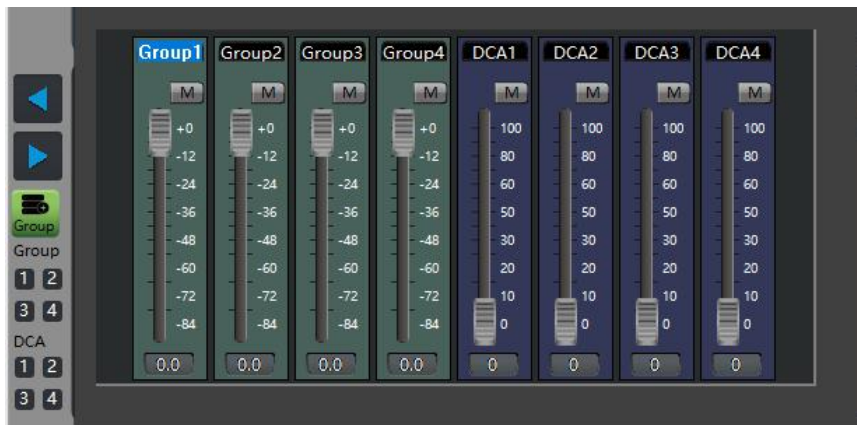 Group1 Group2 Group3 Group4 DCA1 DCA2 DCA3 DCA4
M M M M M M M M
+0 +0 +0 +0 100 100 100 100
-12 -12 -12 -12 80 80 80 80
-24 -24 -24 -24 60 60 60 60
-36 -36 -36 -36 50 50 50 50
-48 -48 -48 -48 30 30 30 30
-60 -60 -60 -60 20 20 20 20
-72 -72 -72 -72 10 10 10 10
-84 -84 -84 -84 0 0 0 0
0.0 0.0 0.0 0.0 0 0 0 0
Group
Group
1 2
3 4
DCA
1 2
3 4